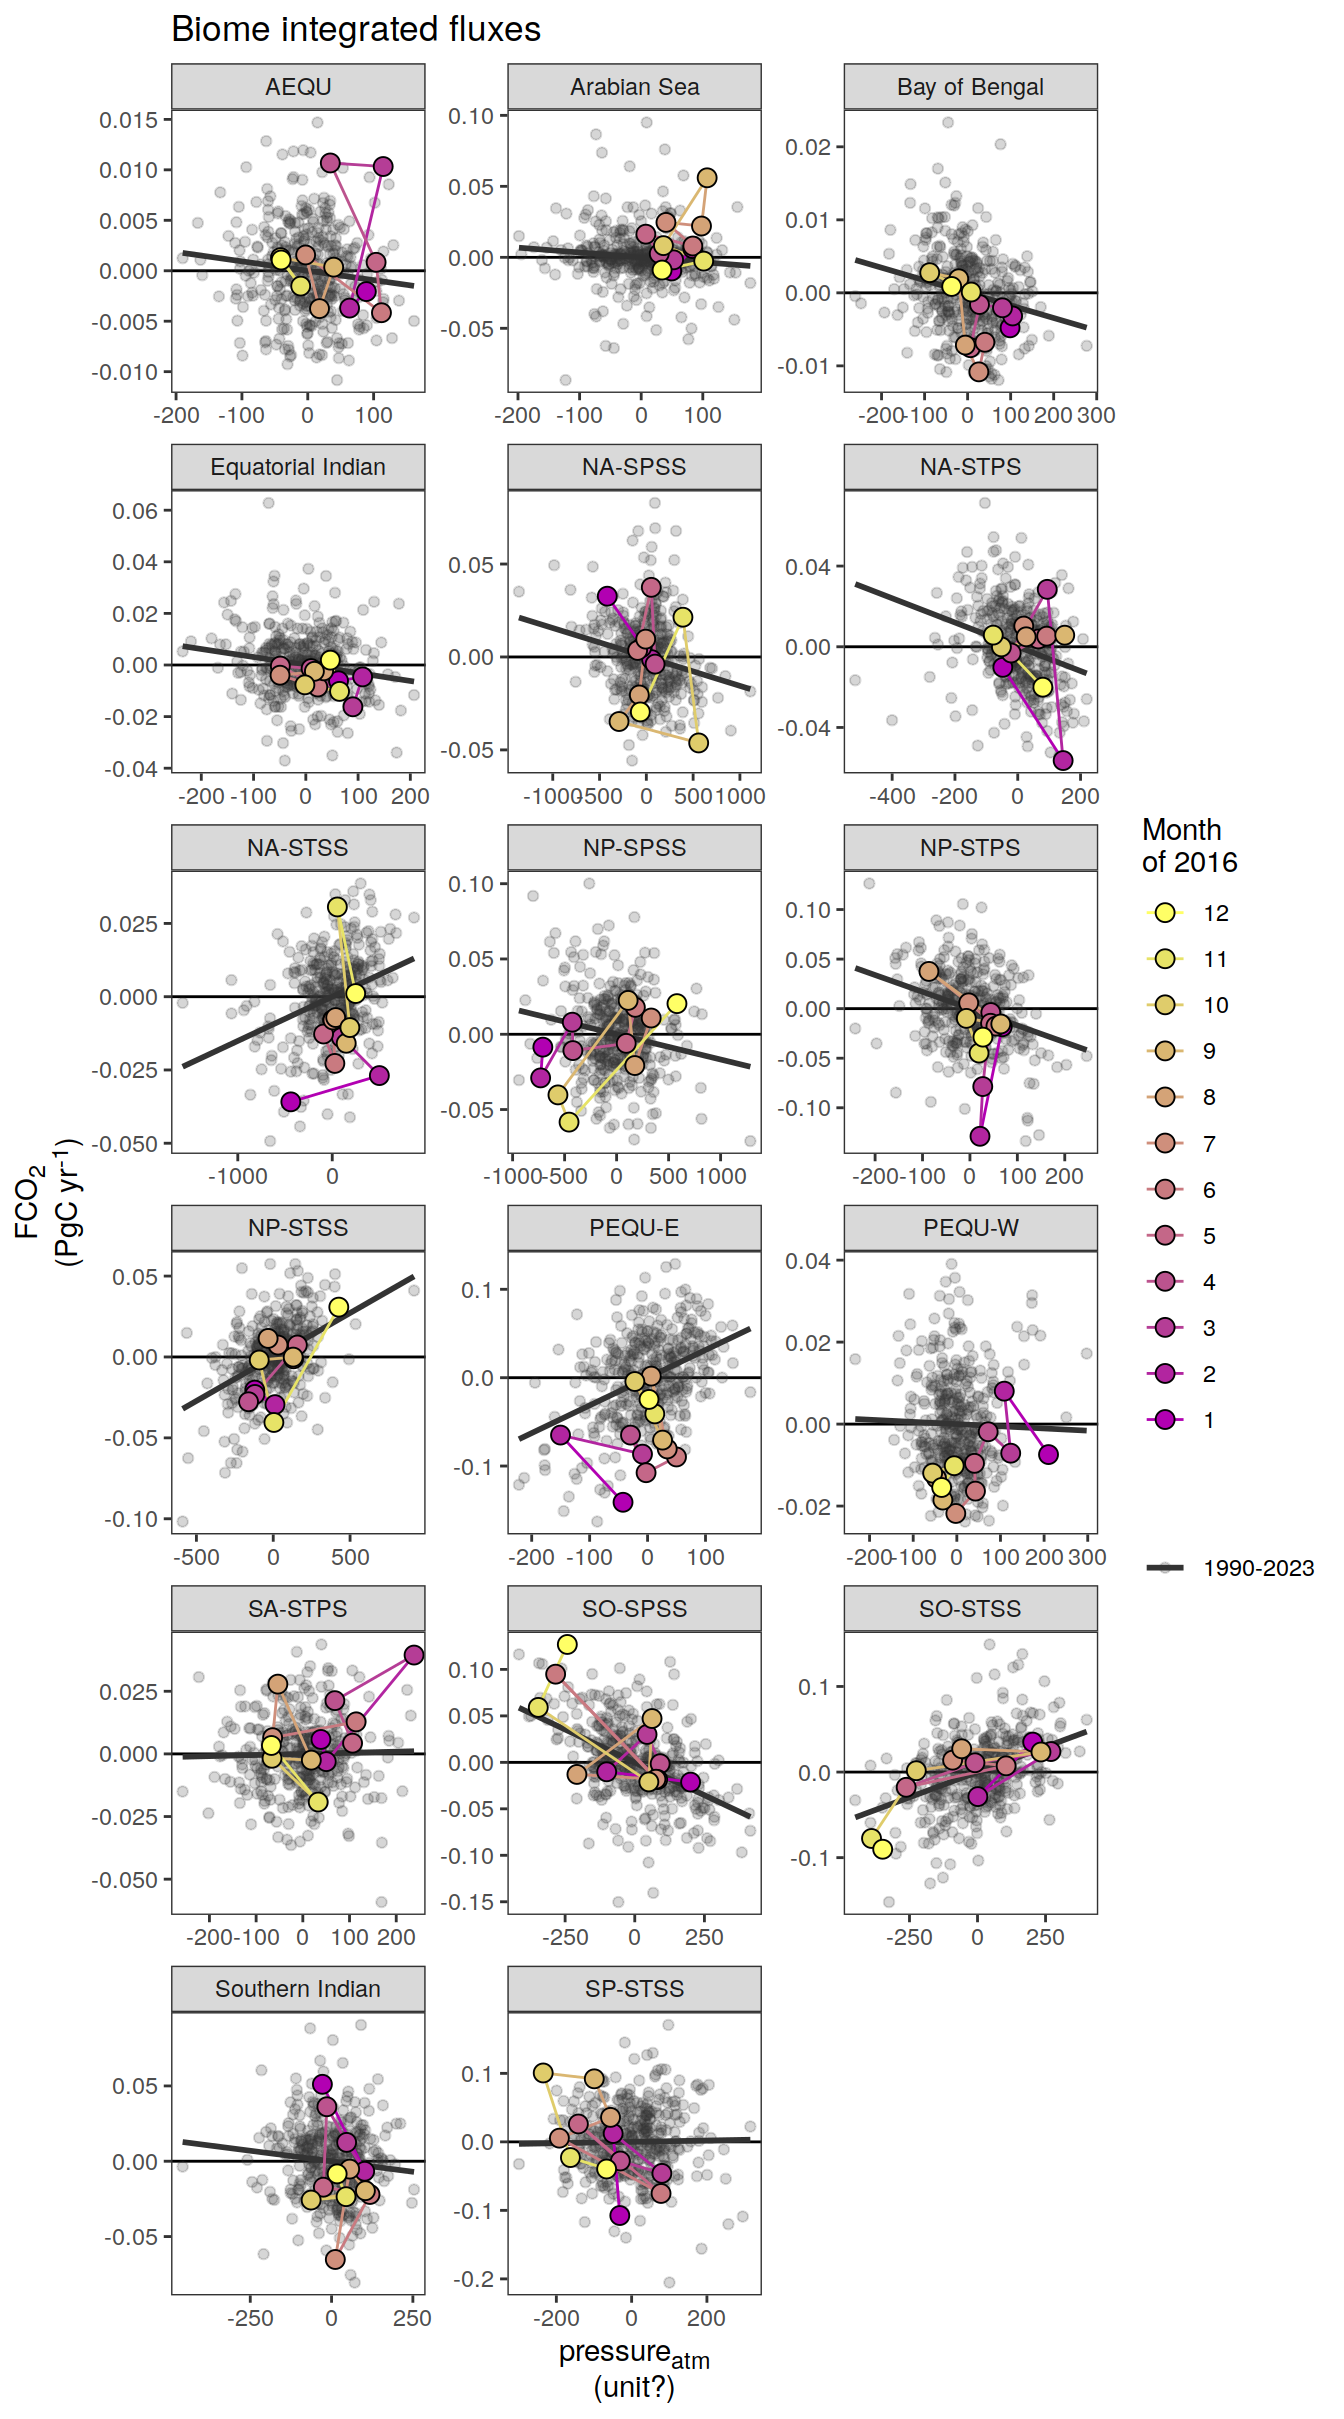 Biome integrated fluxes
AEQU
Arabian Sea
Bay of Bengal
0.015
0.010
0.005
0.000
-0.005
-0.010
-200 -100 0 100
0.10
0.05
0.00
-0.05
-200 -100 0 100
0.02
0.01
0.00
-0.01
-200 -100 0 100 200 300
Equatorial Indian
NA-SPSS
NA-STPS
0.06
0.04
0.02
0.00
-0.02
-0.04
-200 -100 0 100 200
0.05
0.00
-0.05
-1000 -500 0 500 1000
0.04
0.00
-0.04
-400 -200 0 200
NA-STSS
NP-SPSS
NP-STPS
0.025
0.000
-0.025
-0.050
-1000 0
0.10
0.05
0.00
-0.05
-1000 -500 0 500 1000
0.10
0.05
0.00
-0.05
-0.10
-200 -100 0 100 200
NP-STSS
PEQU-E
PEQU-W
0.05
0.00
-0.05
-0.10
-500 0 500
0.1
0.0
-0.1
-200 -100 0 100
0.04
0.02
0.00
-0.02
-200 -100 0 100 200 300
SA-STPS
SO-SPSS
SO-STSS
0.025
0.000
-0.025
-0.050
-200 -100 0 100 200
0.10
0.05
0.00
-0.05
-0.10
-0.15
-250 0 250
0.1
0.0
-0.1
-250 0 250
Southern Indian
SP-STSS
0.05
0.00
-0.05
-250 0 250
0.1
0.0
-0.1
-0.2
-200 0 200
FCO2
(PgC yr-1)
pressureatm
(unit?)
Month
of 2016
12
11
10
9
8
7
6
5
4
3
2
1
1990-2023